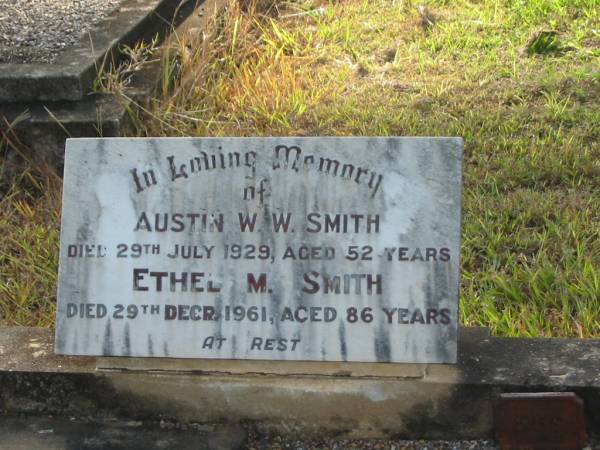 In Loving Memory
of
AUSTIN W. W. SMITH
DIED 29TH JULY 1929, AGED 52 YEARS
ETHEL M. SMITH
DIED 29TH DECR. 1961, AGED 86 YEARS.
AT REST